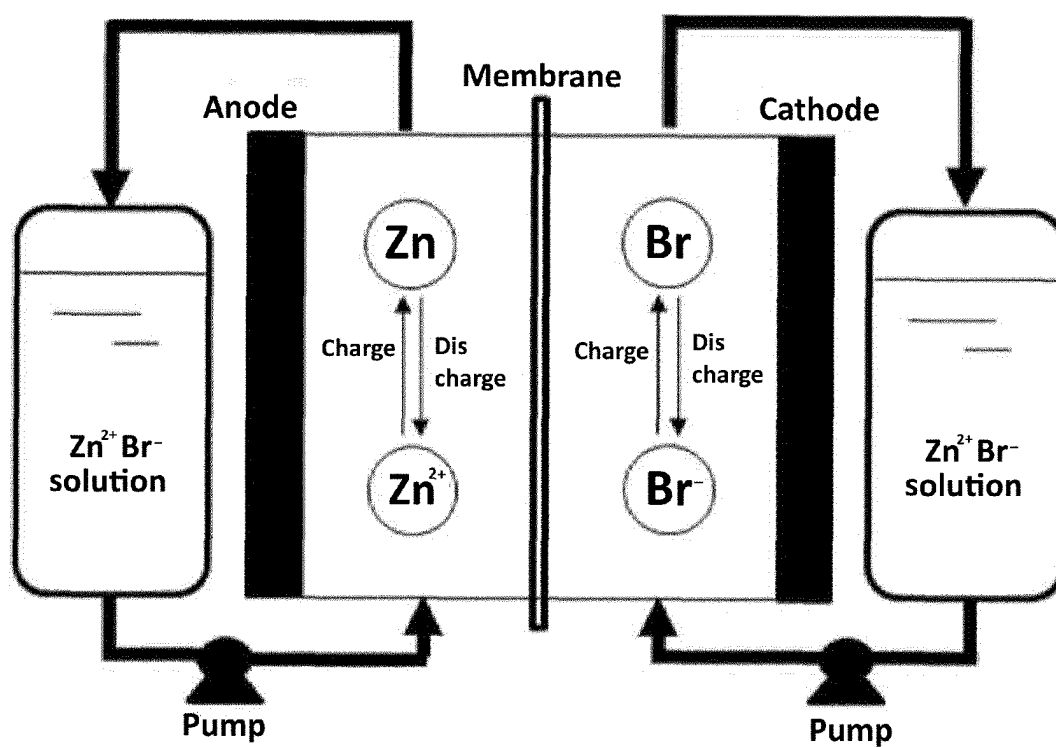 Membrane
Anode
Cathode
Zn
Br
Charge
Dis
charge
Charge
Dis
charge
Zn²⁺ Br⁻
solution
Zn²⁺
Br⁻
Zn²⁺ Br⁻
solution
Pump
Pump